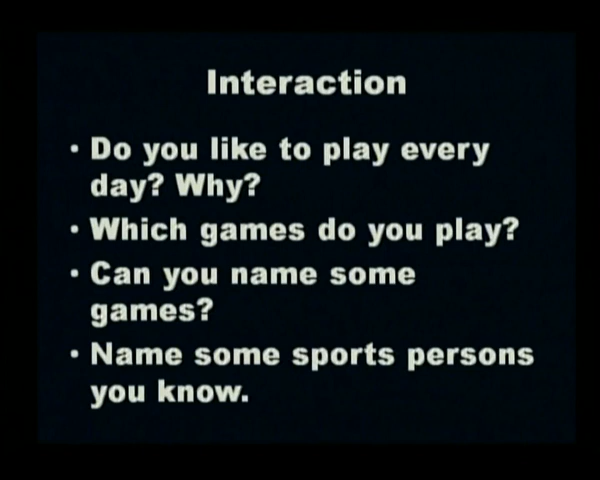 Interaction
• Do you like to play every
day? Why?
• Which games do you play?
• Can you name some
games?
• Name some sports persons
you know.